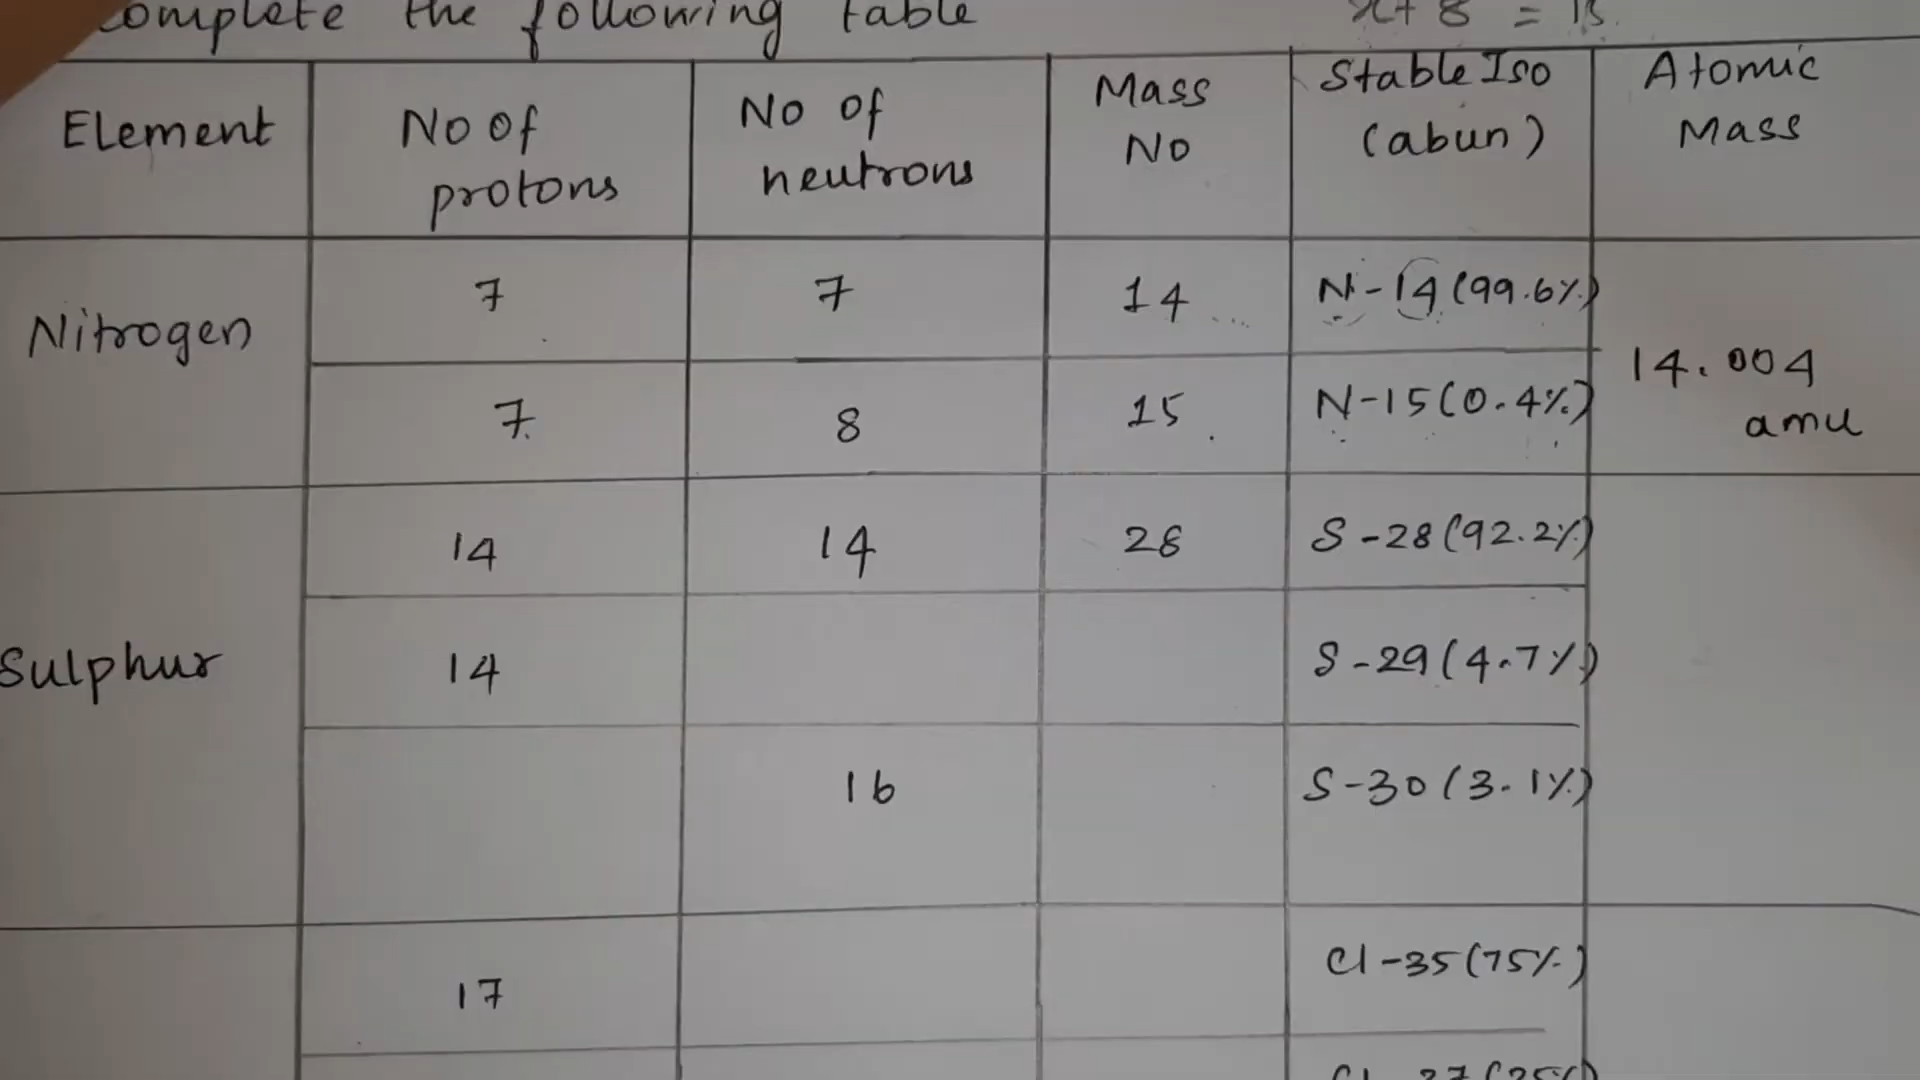 complete the following table
x+8 = 15.
Element No of protons No of neutrons Mass No Stable Iso (abun) Atomic Mass
Nitrogen 7 7 14 N-14 (99.6%) 14.004 amu
7 8 15 N-15 (0.4%)
Sulphur 14 14 28 S-28 (92.2%)
14 S-29 (4.7%)
16 S-30 (3.1%)
17 Cl-35 (75%)